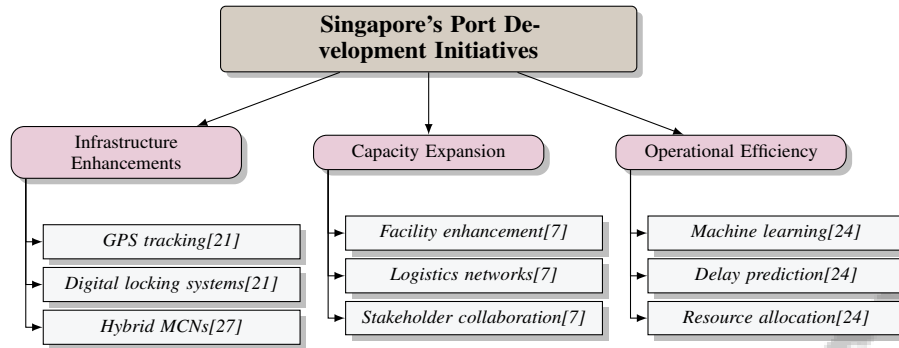 Singapore's Port De-
velopment Initiatives
Infrastructure
Enhancements
GPS tracking[21]
Digital locking systems[21]
Hybrid MCNs[27]
Capacity Expansion
Facility enhancement[7]
Logistics networks[7]
Stakeholder collaboration[7]
Operational Efficiency
Machine learning[24]
Delay prediction[24]
Resource allocation[24]